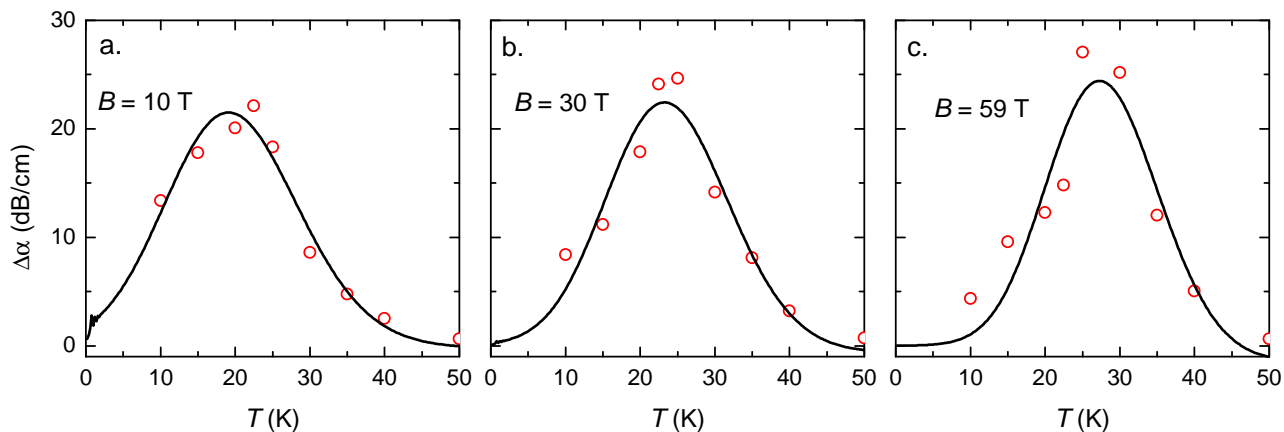 30
20
10
0
Δα (dB/cm)
a.
B = 10 T
0 10 20 30 40 50
T (K)
b.
B = 30 T
0 10 20 30 40 50
T (K)
c.
B = 59 T
0 10 20 30 40 50
T (K)